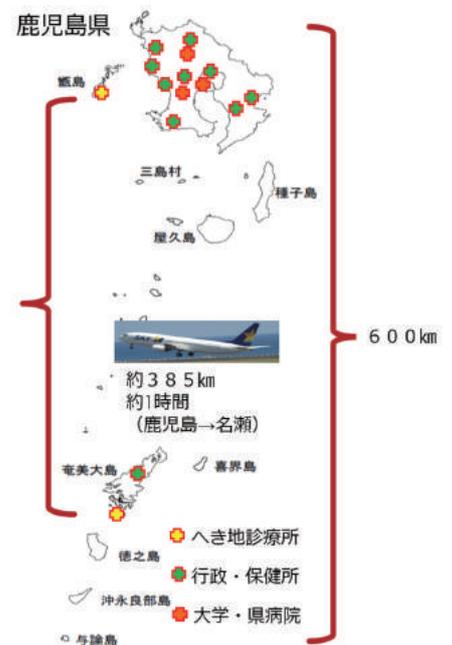 鹿児島県
甑島
三島村
種子島
屋久島
600km
約385km
約1時間
(鹿児島→名瀬)
奄美大島
喜界島
へき地診療所
徳之島
行政・保健所
沖永良部島
大学・県病院
与論島